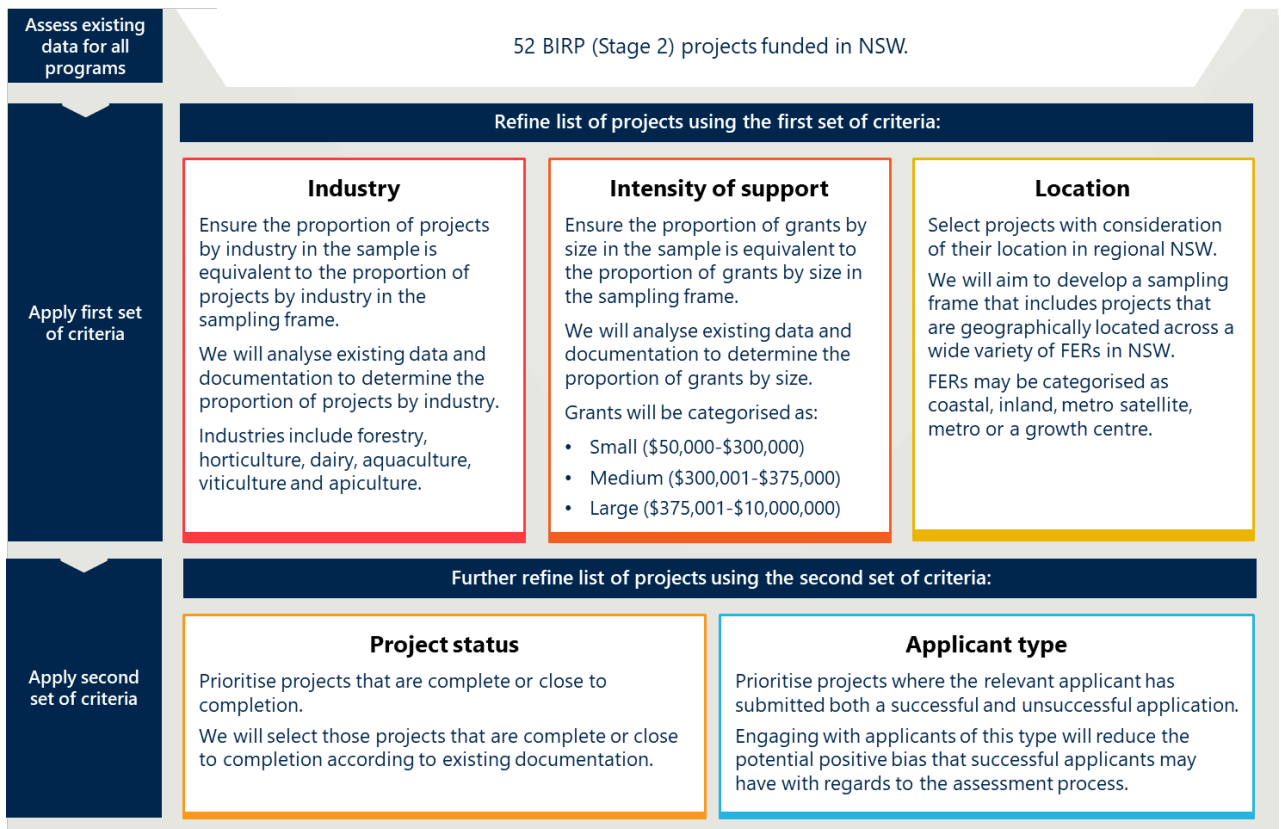 Assess existing
data for all
programs
52 BIRP (Stage 2) projects funded in NSW.
Apply first set
of criteria
Refine list of projects using the first set of criteria:
Industry
Ensure the proportion of projects
by industry in the sample is
equivalent to the proportion of
projects by industry in the
sampling frame.
We will analyse existing data and
documentation to determine the
proportion of projects by industry.
Industries include forestry,
horticulture, dairy, aquaculture,
viticulture and apiculture.
Intensity of support
Ensure the proportion of grants by
size in the sample is equivalent to
the proportion of grants by size in
the sampling frame.
We will analyse existing data and
documentation to determine the
proportion of grants by size.
Grants will be categorised as:
• Small ($50,000-$300,000)
• Medium ($300,001-$375,000)
• Large ($375,001-$10,000,000)
Location
Select projects with consideration
of their location in regional NSW.
We will aim to develop a sampling
frame that includes projects that
are geographically located across a
wide variety of FERs in NSW.
FERs may be categorised as
coastal, inland, metro satellite,
metro or a growth centre.
Apply second
set of criteria
Further refine list of projects using the second set of criteria:
Project status
Prioritise projects that are complete or close to
completion.
We will select those projects that are complete or close
to completion according to existing documentation.
Applicant type
Prioritise projects where the relevant applicant has
submitted both a successful and unsuccessful application.
Engaging with applicants of this type will reduce the
potential positive bias that successful applicants may
have with regards to the assessment process.